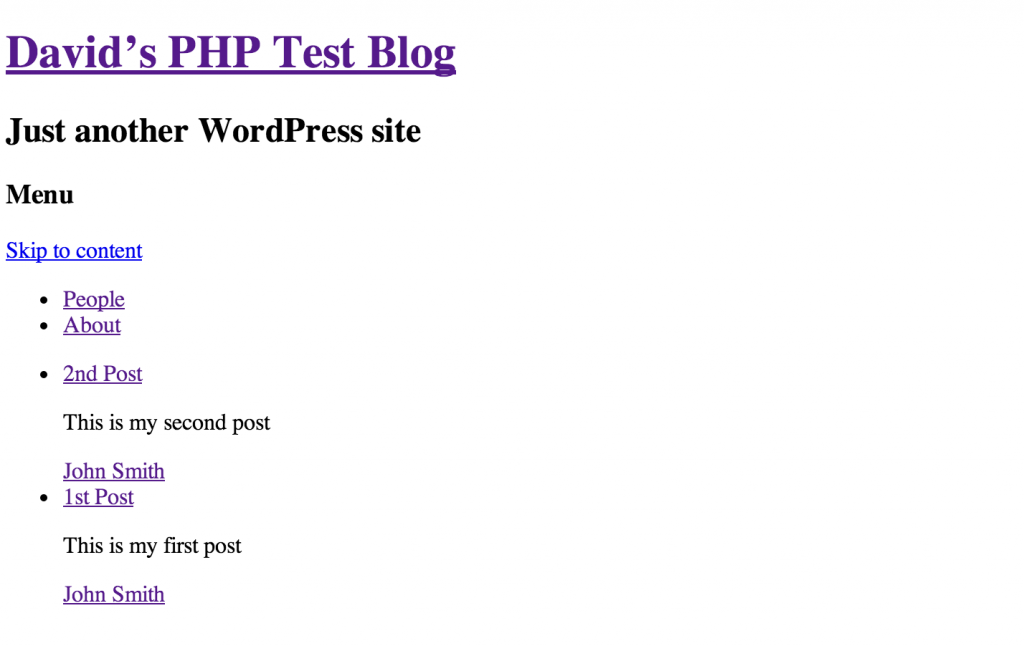 David’s PHP Test Blog
Just another WordPress site
Menu
Skip to content
People
About
2nd Post
This is my second post
John Smith
1st Post
This is my first post
John Smith